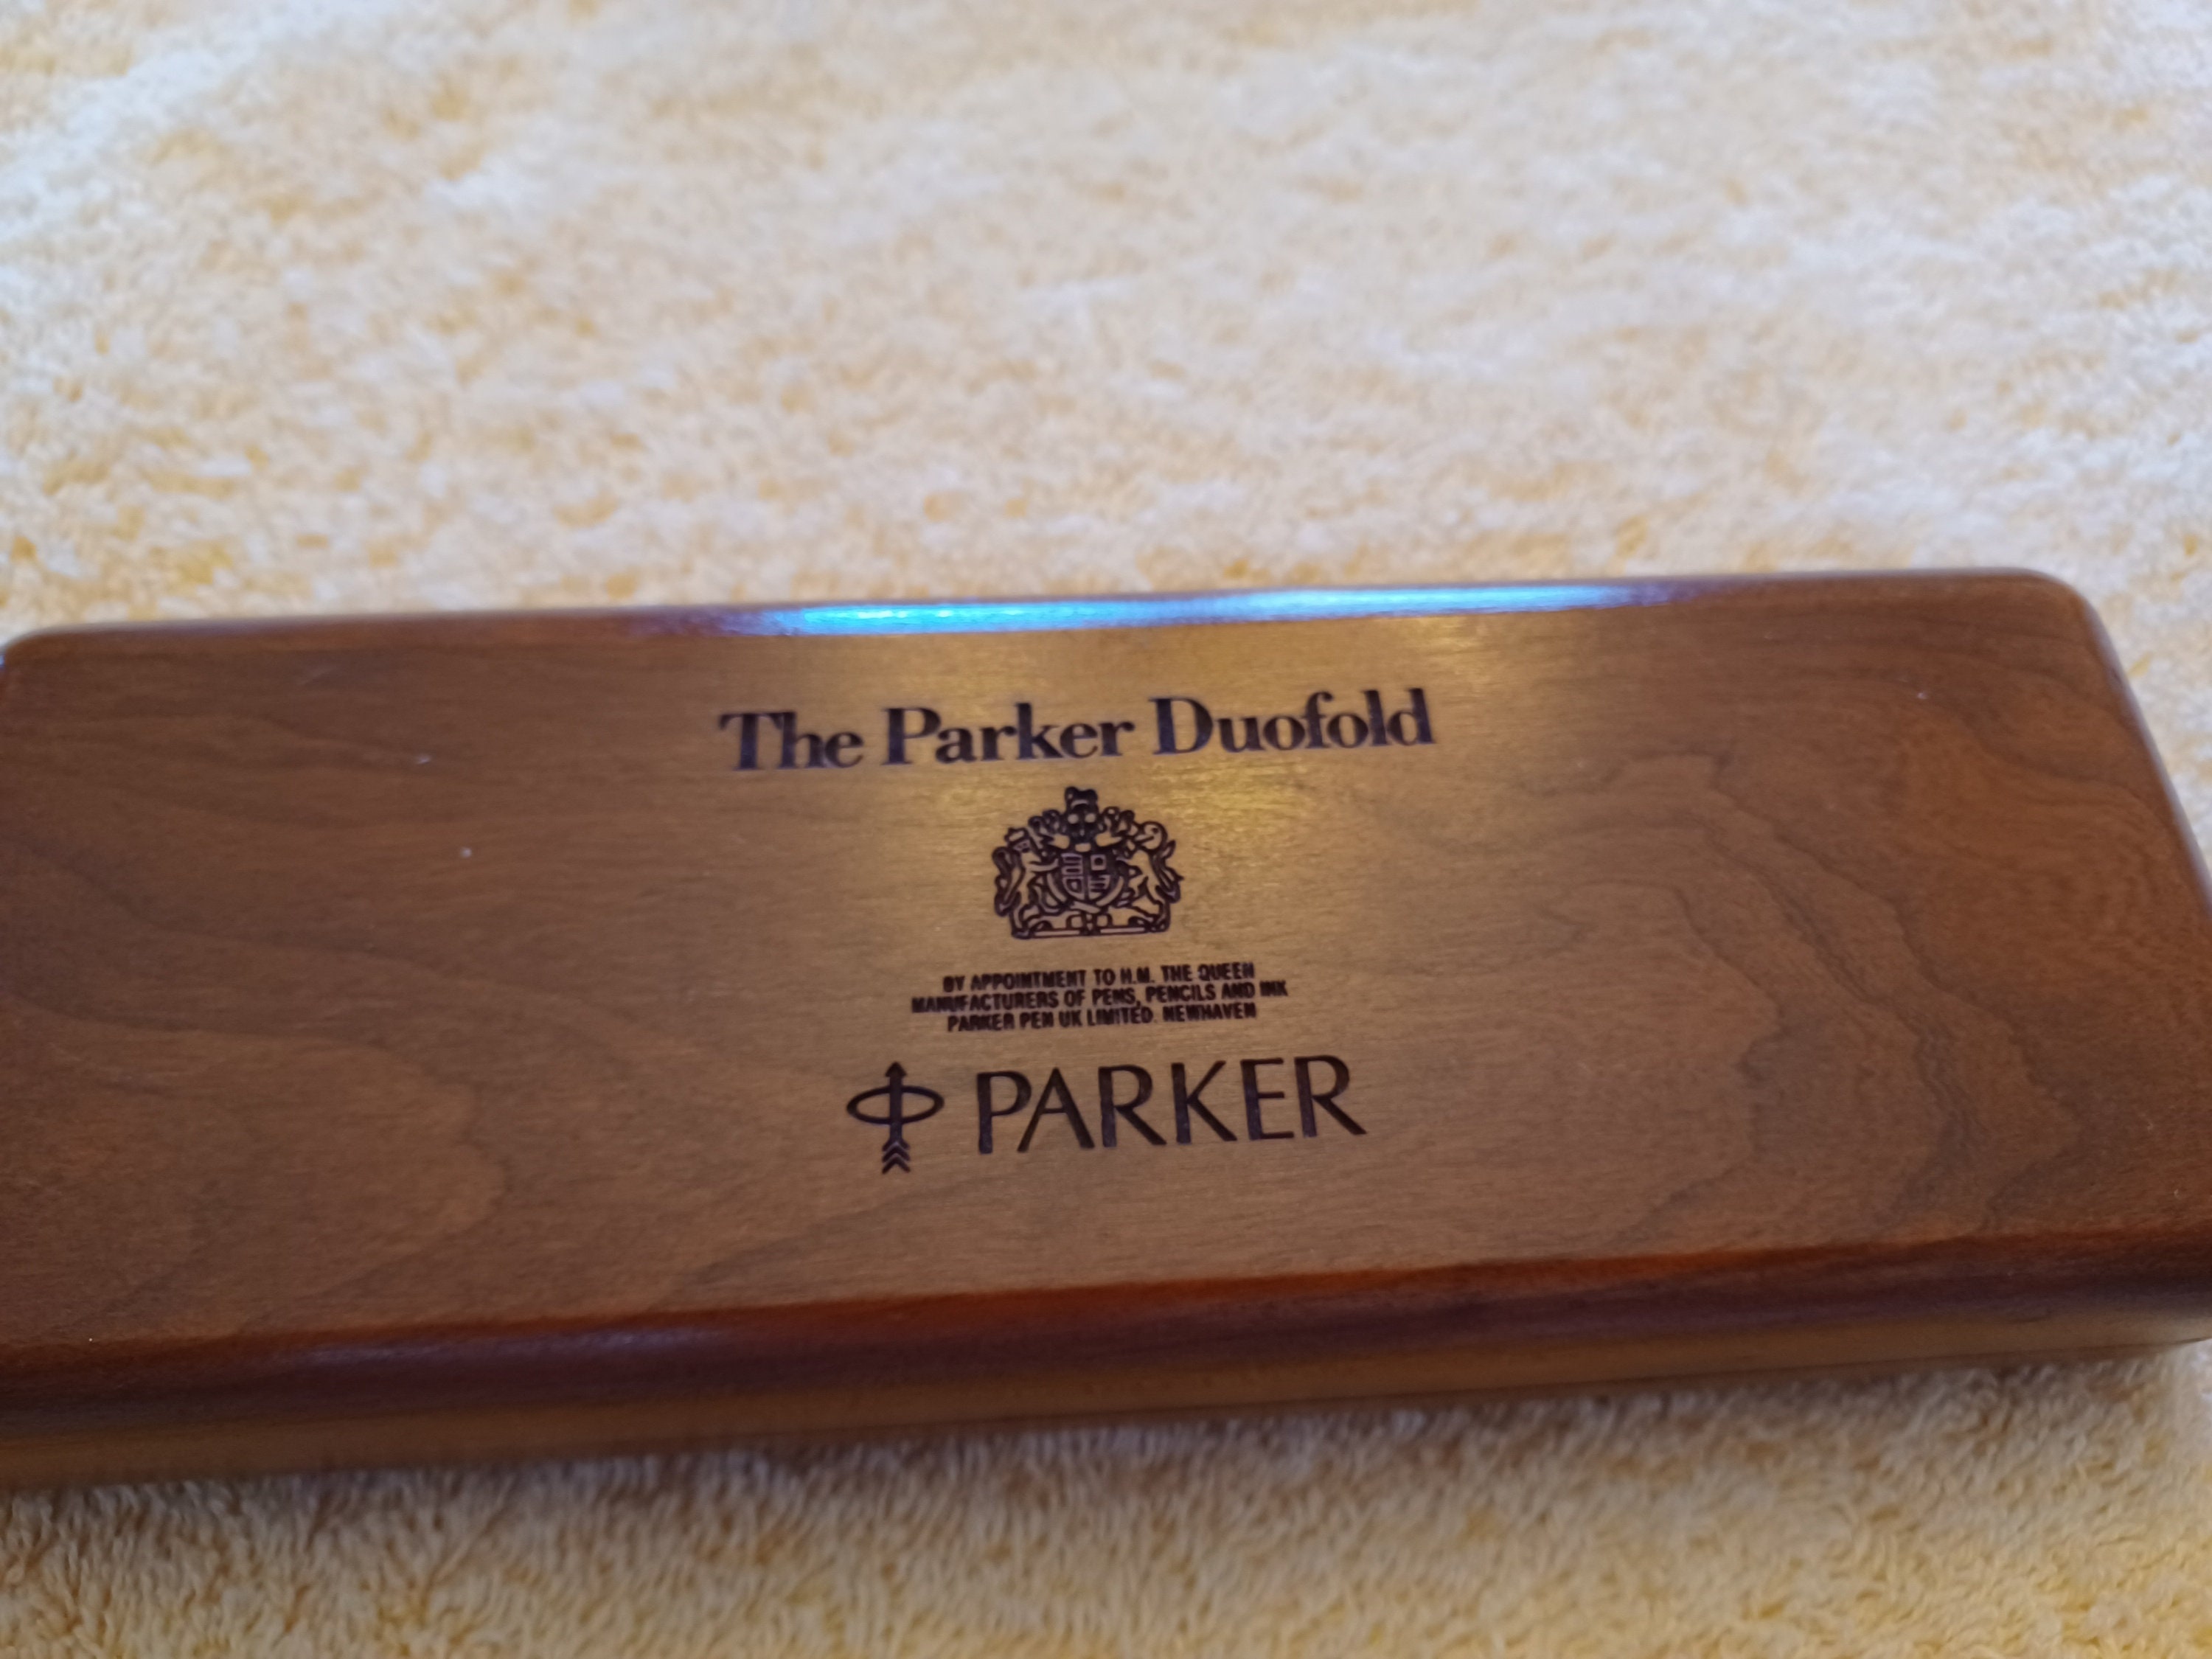 The Parker Duofold
BY APPOINTMENT TO H.M. THE QUEEN
MANUFACTURERS OF PENS, PENCILS AND INK
PARKER PEN UK LIMITED. NEWHAVEN
PARKER